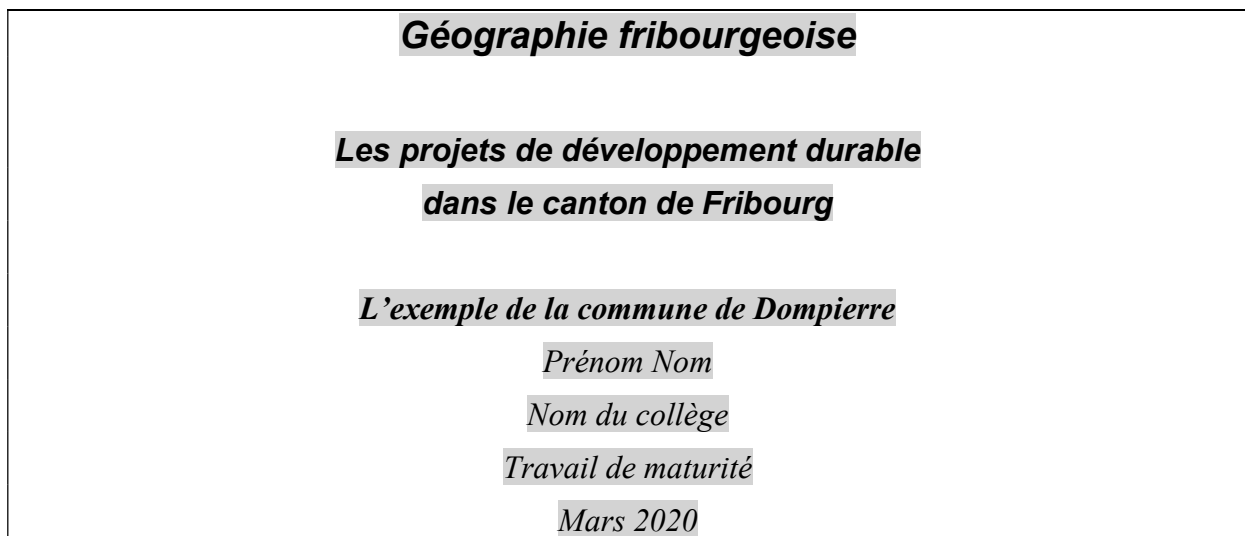 Géographie fribourgeoise
Les projets de développement durable
dans le canton de Fribourg
L’exemple de la commune de Dompierre
Prénom Nom
Nom du collège
Travail de maturité
Mars 2020